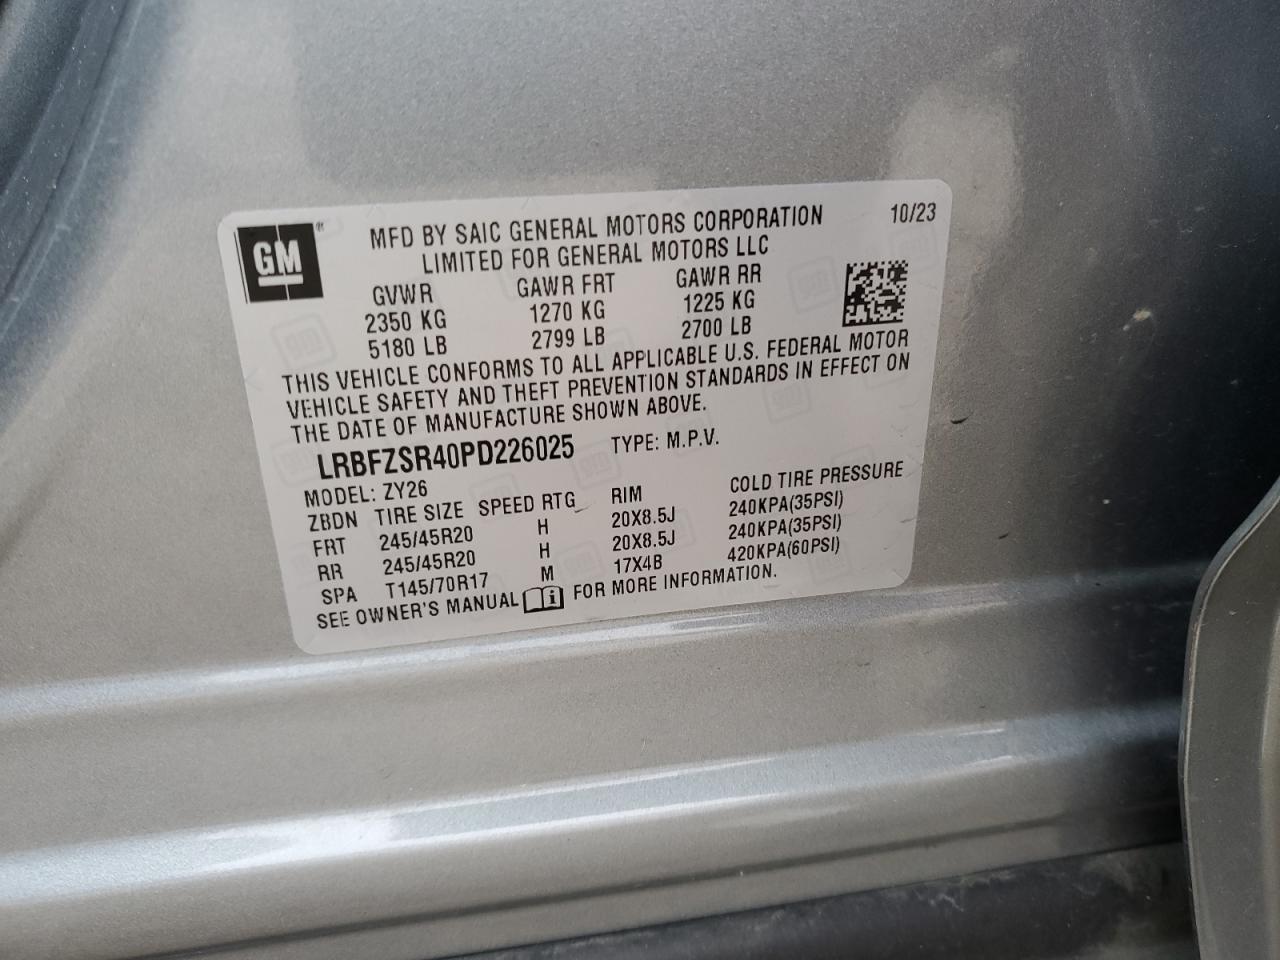 GM ®
MFD BY SAIC GENERAL MOTORS CORPORATION 10/23
LIMITED FOR GENERAL MOTORS LLC
GVWR GAWR FRT GAWR RR
2350 KG 1270 KG 1225 KG
5180 LB 2799 LB 2700 LB
THIS VEHICLE CONFORMS TO ALL APPLICABLE U.S. FEDERAL MOTOR
VEHICLE SAFETY AND THEFT PREVENTION STANDARDS IN EFFECT ON
THE DATE OF MANUFACTURE SHOWN ABOVE.
LRBFZSR40PD226025 TYPE: M.P.V.
MODEL: ZY26
ZBDN TIRE SIZE SPEED RTG RIM COLD TIRE PRESSURE
FRT 245/45R20 H 20X8.5J 240KPA(35PSI)
RR 245/45R20 H 20X8.5J 240KPA(35PSI)
SPA T145/70R17 M 17X4B 420KPA(60PSI)
SEE OWNER'S MANUAL i FOR MORE INFORMATION.